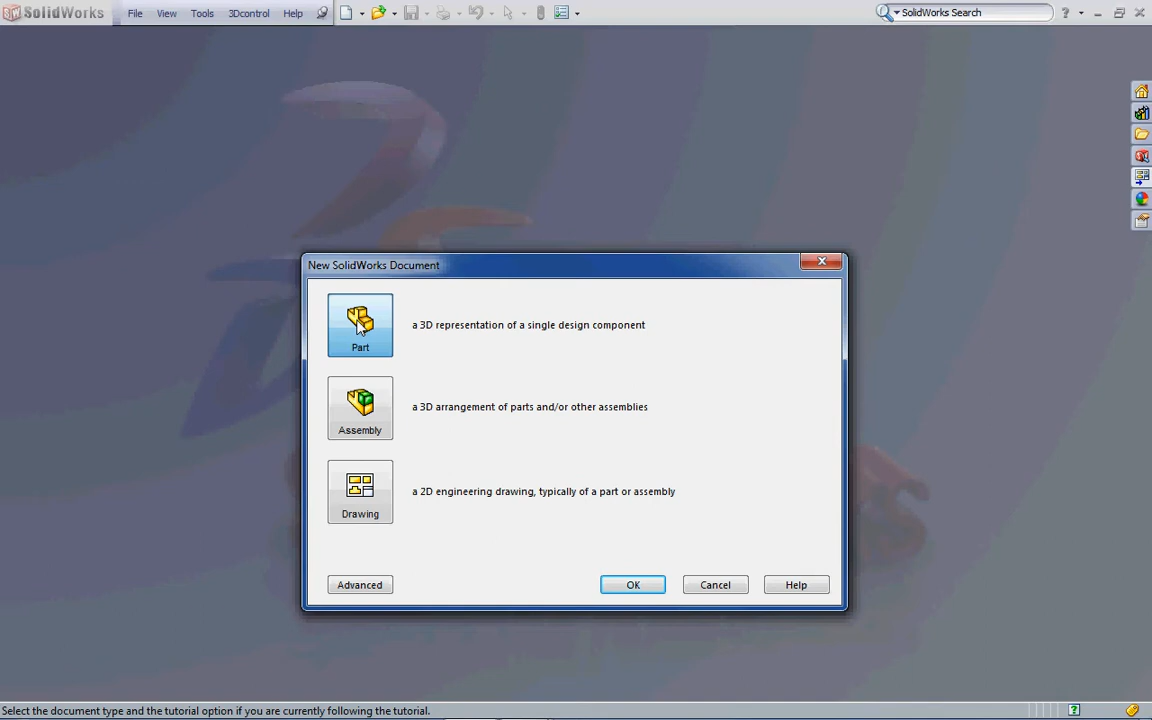 SolidWorks File View Tools 3Dcontrol Help SolidWorks Search ?
New SolidWorks Document
Part a 3D representation of a single design component
Assembly a 3D arrangement of parts and/or other assemblies
Drawing a 2D engineering drawing, typically of a part or assembly
Advanced OK Cancel Help
Select the document type and the tutorial option if you are currently following the tutorial. ?